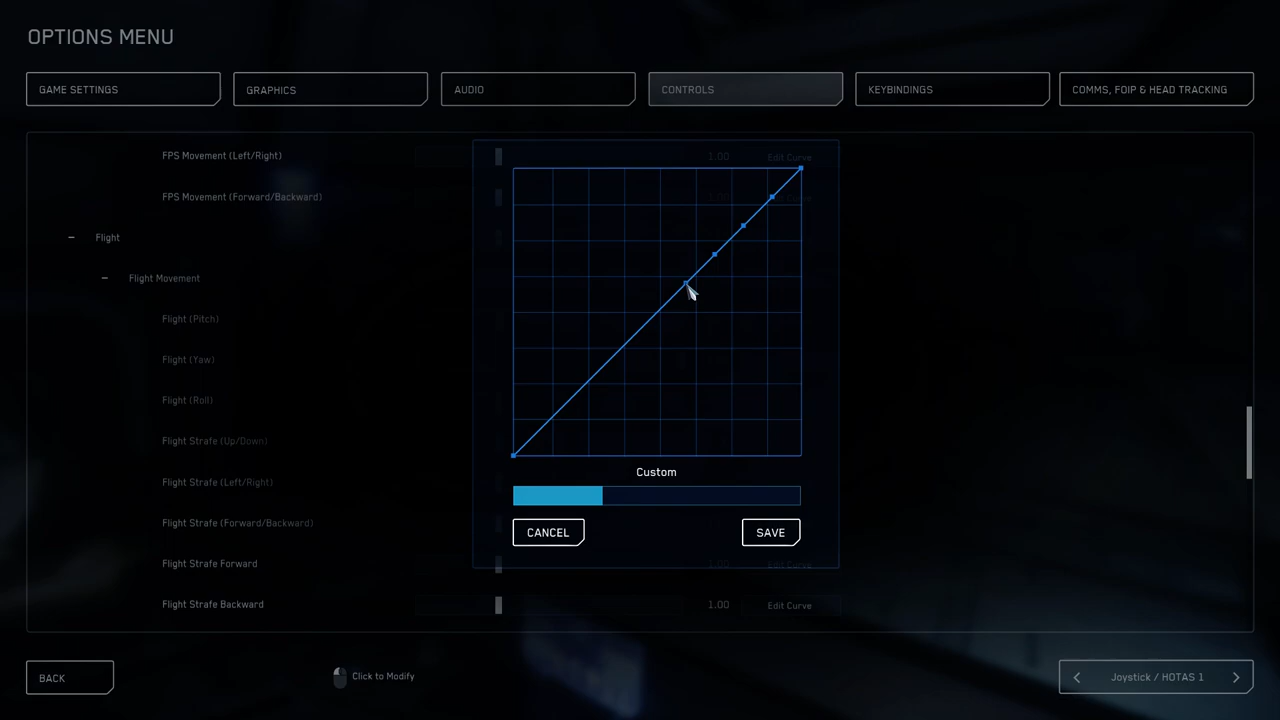 OPTIONS MENU
GAME SETTINGS
GRAPHICS
AUDIO
CONTROLS
KEYBINDINGS
COMMS, FOIP & HEAD TRACKING
FPS Movement (Left/Right)
1.00
Edit Curve
FPS Movement (Forward/Backward)
− Flight
− Flight Movement
Flight (Pitch)
Flight (Yaw)
Flight (Roll)
Flight Strafe (Up/Down)
Custom
Flight Strafe (Left/Right)
Flight Strafe (Forward/Backward)
CANCEL
SAVE
Flight Strafe Forward
1.00
Edit Curve
Flight Strafe Backward
1.00
Edit Curve
BACK
Click to Modify
Joystick / HOTAS 1